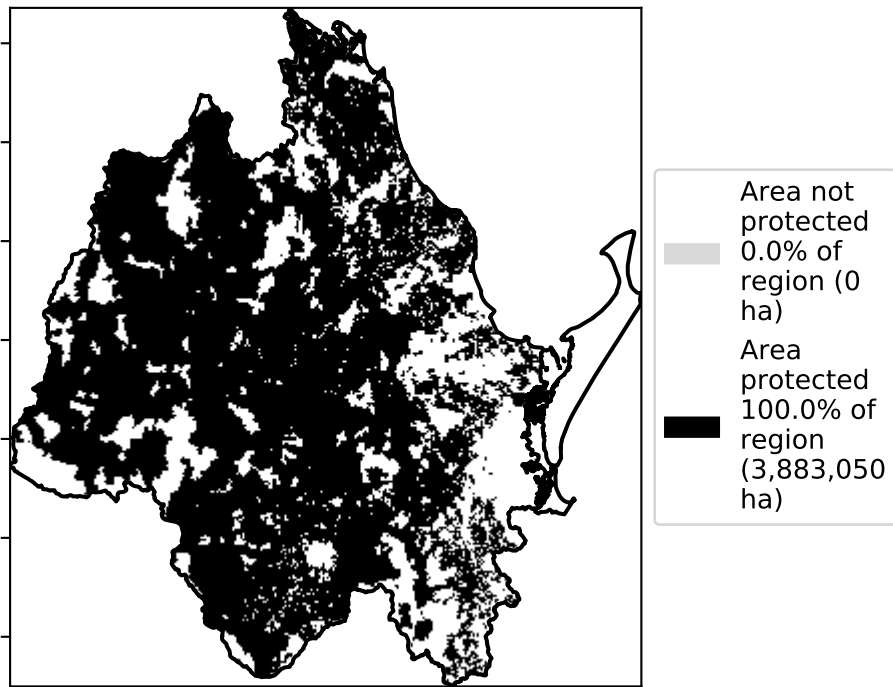 Area not
protected
0.0% of
region (0
ha)
Area
protected
100.0% of
region
(3,883,050
ha)